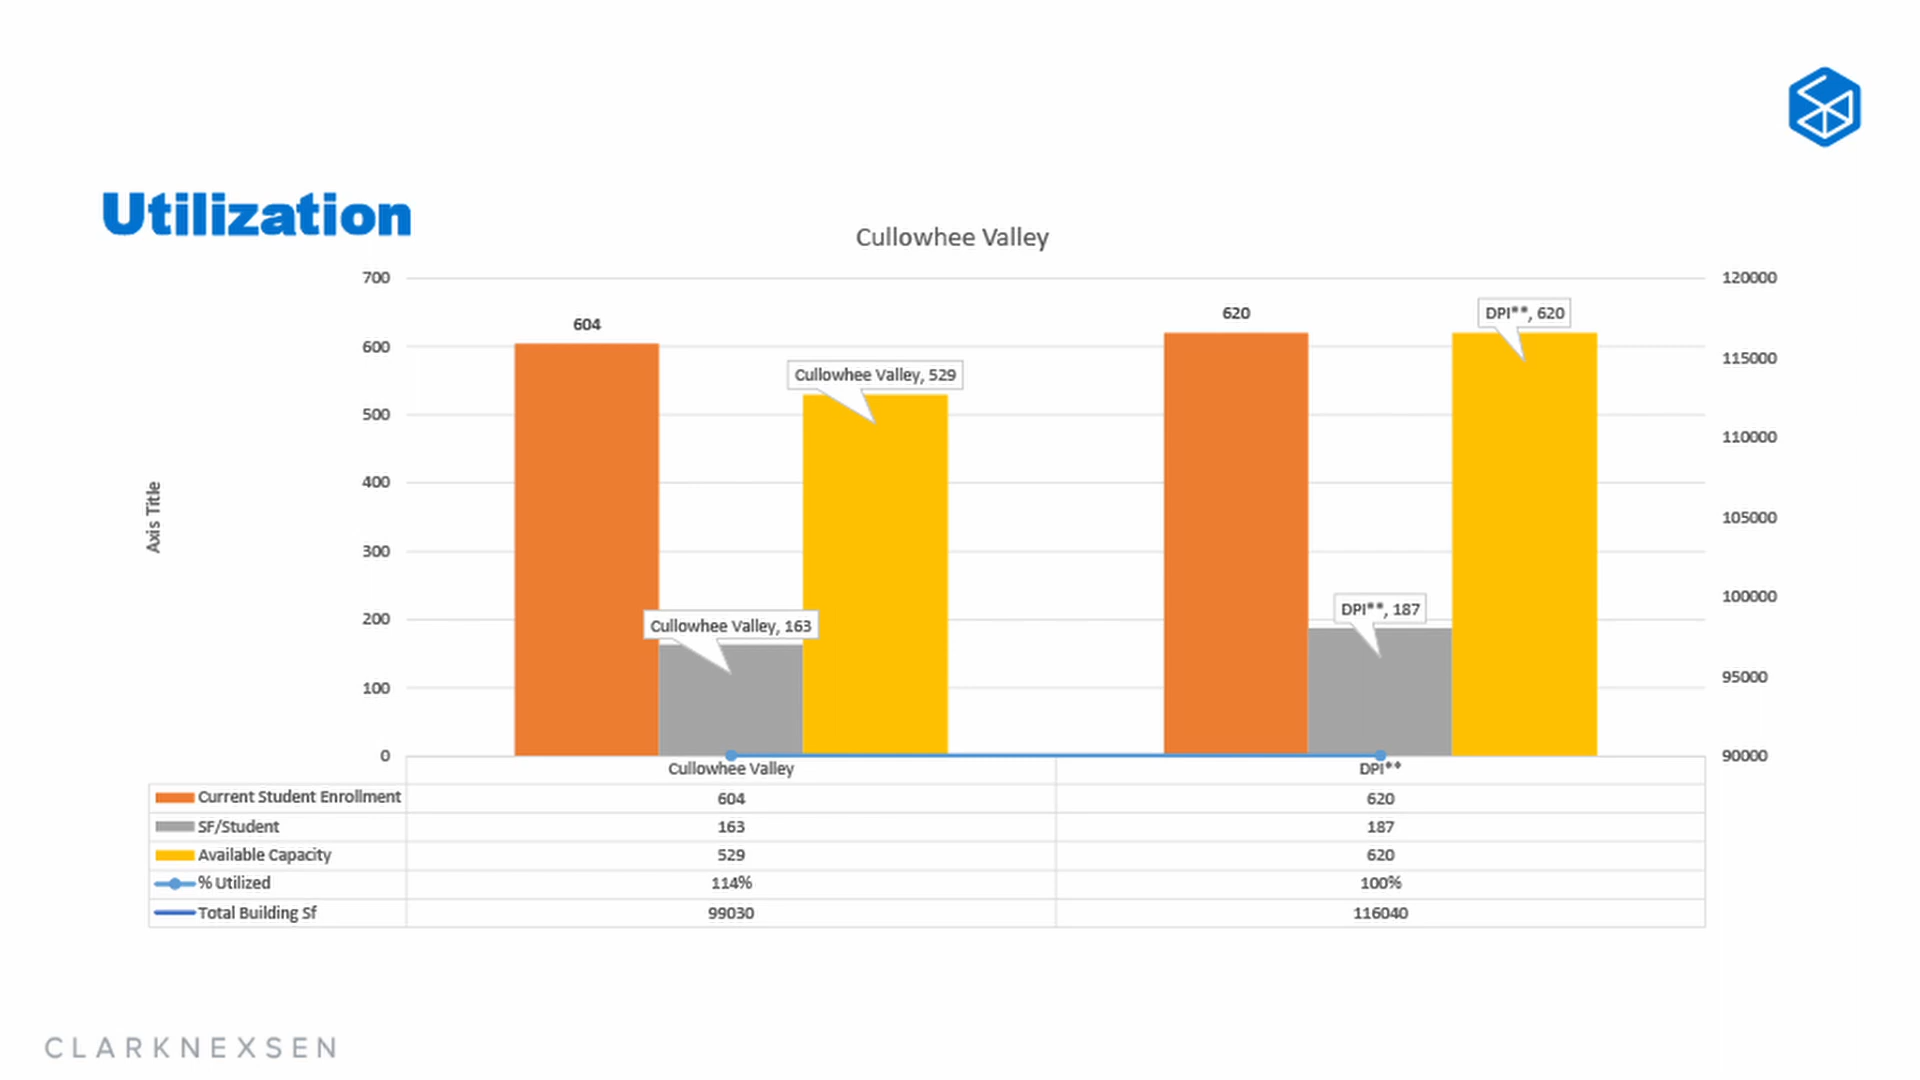 Utilization
Cullowhee Valley
700
600
500
400
300
200
100
0
Axis Title
120000
115000
110000
105000
100000
95000
90000
604
Cullowhee Valley, 163
Cullowhee Valley, 529
620
DPI**, 187
DPI**, 620
Cullowhee Valley DPI**
Current Student Enrollment 604 620
SF/Student 163 187
Available Capacity 529 620
% Utilized 114% 100%
Total Building Sf 99030 116040
CLARKNEXSEN